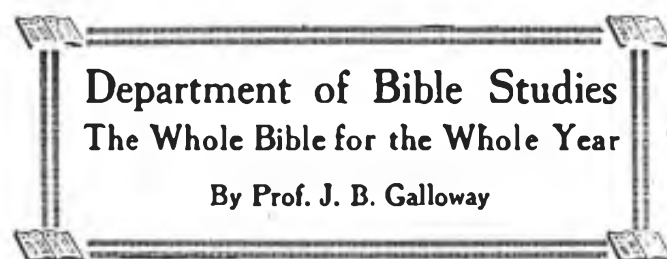 Department of Bible Studies
The Whole Bible for the Whole Year
By Prof. J. B. Galloway